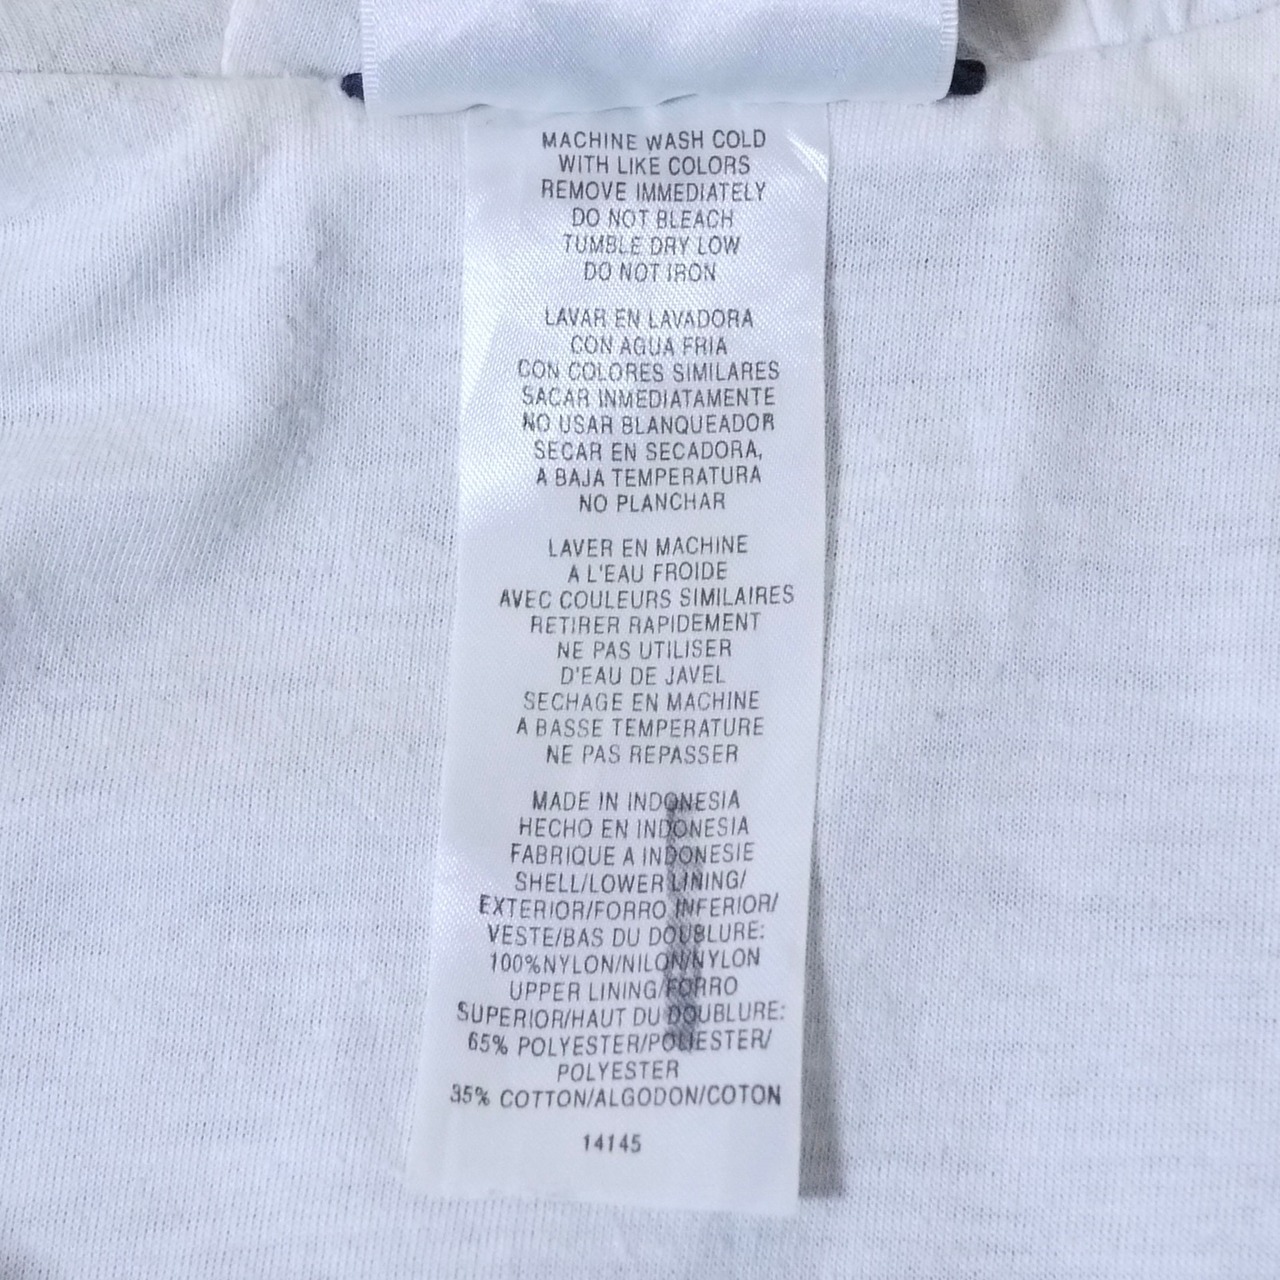 MACHINE WASH COLD
WITH LIKE COLORS
REMOVE IMMEDIATELY
DO NOT BLEACH
TUMBLE DRY LOW
DO NOT IRON
LAVAR EN LAVADORA
CON AGUA FRIA
CON COLORES SIMILARES
SACAR INMEDIATAMENTE
NO USAR BLANQUEADOR
SECAR EN SECADORA,
A BAJA TEMPERATURA
NO PLANCHAR
LAVER EN MACHINE
A L'EAU FROIDE
AVEC COULEURS SIMILAIRES
RETIRER RAPIDEMENT
NE PAS UTILISER
D'EAU DE JAVEL
SECHAGE EN MACHINE
A BASSE TEMPERATURE
NE PAS REPASSER
MADE IN INDONESIA
HECHO EN INDONESIA
FABRIQUE A INDONESIE
SHELL/LOWER LINING/
EXTERIOR/FORRO INFERIOR/
VESTE/BAS DU DOUBLURE:
100%NYLON/NILON/NYLON
UPPER LINING/FORRO
SUPERIOR/HAUT DU DOUBLURE:
65% POLYESTER/POLIESTER/
POLYESTER
35% COTTON/ALGODON/COTON
14145